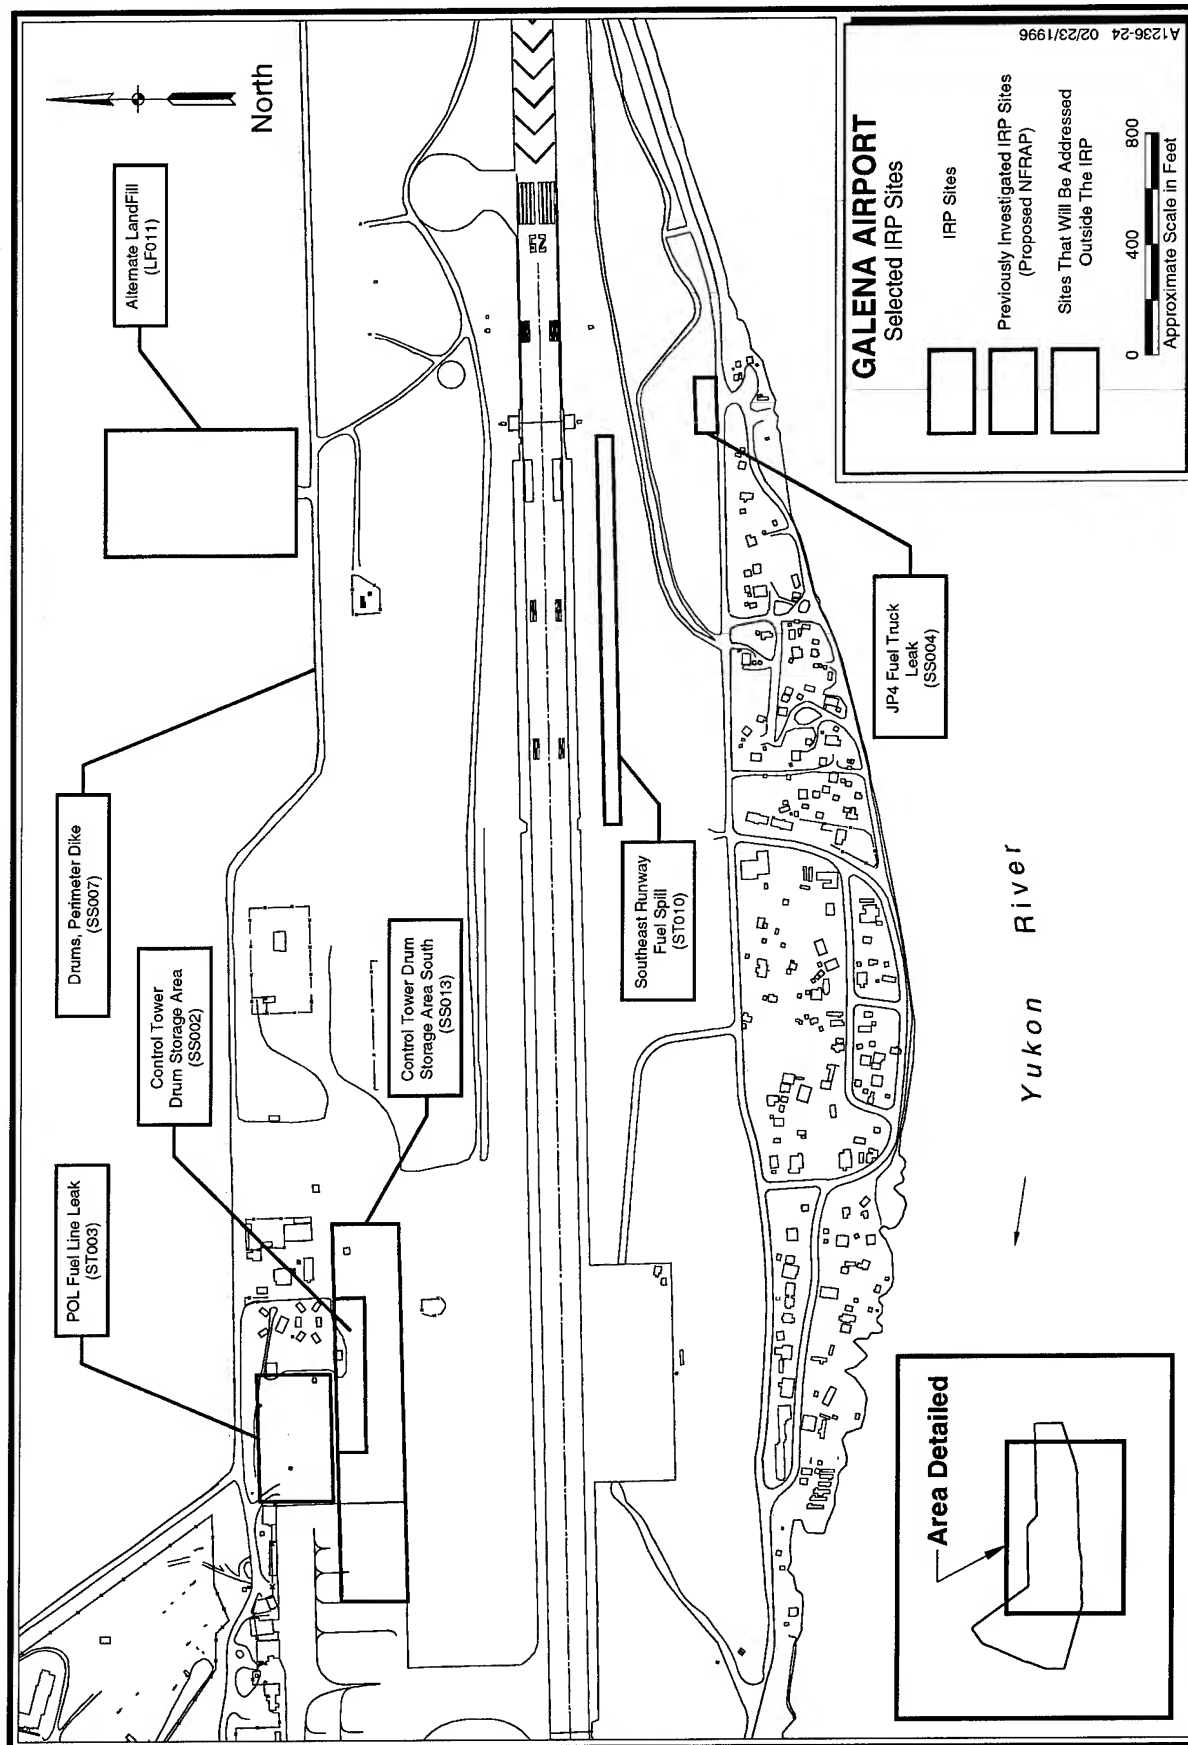 North
Alternate LandFill
(LF011)
Drums, Perimeter Dike
(SS007)
Control Tower
Drum Storage Area
(SS002)
POL Fuel Line Leak
(ST003)
Control Tower Drum
Storage Area South
(SS013)
Southeast Runway
Fuel Spill
(ST010)
JP4 Fuel Truck
Leak
(SS004)
25
Yukon River
Area Detailed
GALENA AIRPORT
Selected IRP Sites
IRP Sites
Previously Investigated IRP Sites
(Proposed NFRAP)
Sites That Will Be Addressed
Outside The IRP
0 400 800
Approximate Scale in Feet
A1236-24 02/23/1996